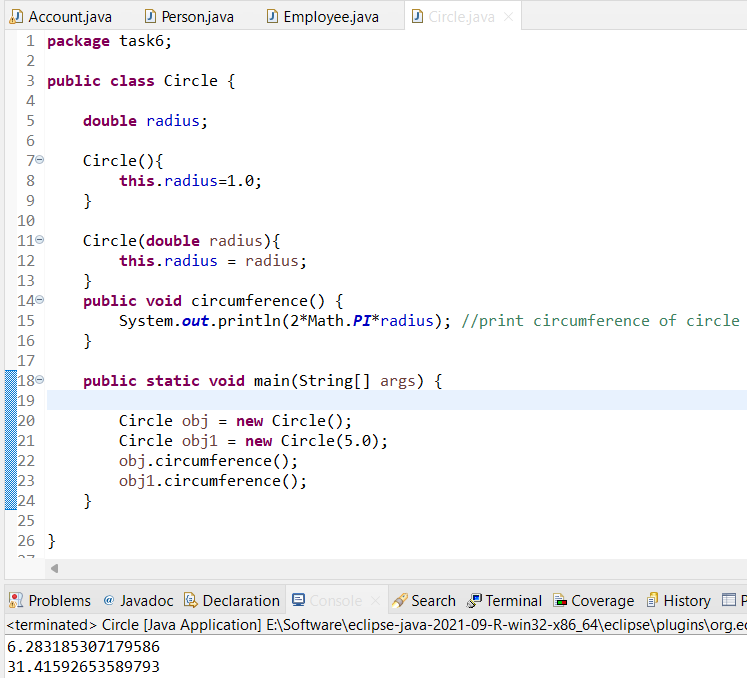 Account.java Person.java Employee.java Circle.java
1 package task6;
2
3 public class Circle {
4
5     double radius;
6
7     Circle(){
8         this.radius=1.0;
9     }
10
11     Circle(double radius){
12         this.radius = radius;
13     }
14     public void circumference() {
15         System.out.println(2*Math.PI*radius); //print circumference of circle
16     }
17
18     public static void main(String[] args) {
19
20         Circle obj = new Circle();
21         Circle obj1 = new Circle(5.0);
22         obj.circumference();
23         obj1.circumference();
24     }
25
26 }
Problems @ Javadoc Declaration Console Search Terminal Coverage History
<terminated> Circle [Java Application] E:\Software\eclipse-java-2021-09-R-win32-x86_64\eclipse\plugins\org.ec
6.283185307179586
31.41592653589793